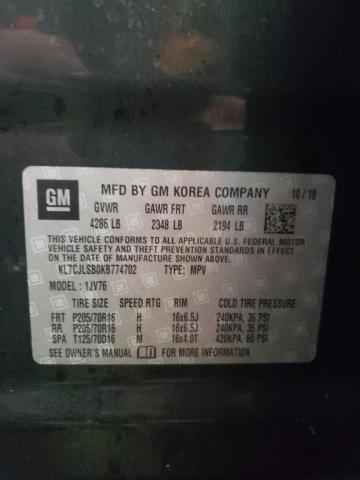 GM
MFD BY GM KOREA COMPANY 10/18
GVWR GAWR FRT GAWR RR
4286 LB 2348 LB 2194 LB
THIS VEHICLE CONFORMS TO ALL APPLICABLE U.S. FEDERAL MOTOR
VEHICLE SAFETY AND THEFT PREVENTION STANDARDS IN EFFECT ON THE
DATE OF MANUFACTURE SHOWN ABOVE.
KL7CJLSB0KB774702 TYPE: MPV
MODEL: 1JV76
TIRE SIZE SPEED RTG RIM COLD TIRE PRESSURE
FRT P205/70R16 H 16x6.5J 240KPA, 35 PSI
RR P205/70R16 H 16x6.5J 240KPA, 35 PSI
SPA T125/70D16 M 16x4.0T 420KPA, 60 PSI
SEE OWNER'S MANUAL FOR MORE INFORMATION